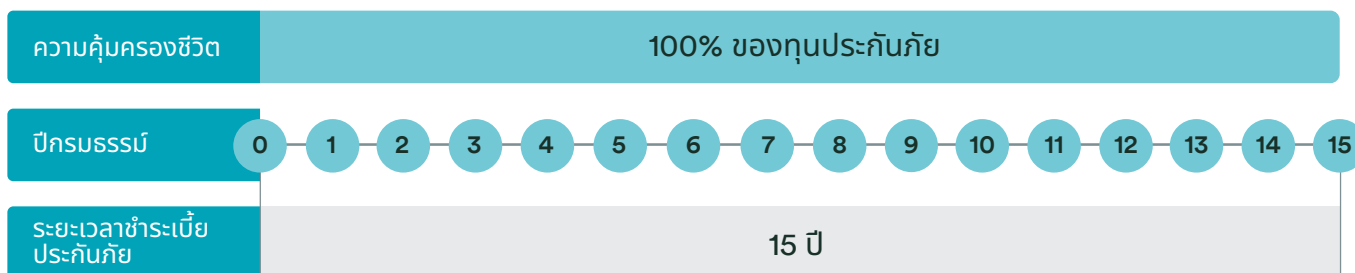 ความคุ้มครองชีวิต
100% ของทุนประกันภัย
ปีกรมธรรม์
0 1 2 3 4 5 6 7 8 9 10 11 12 13 14 15
ระยะเวลาชำระเบี้ย
ประกันภัย
15 ปี